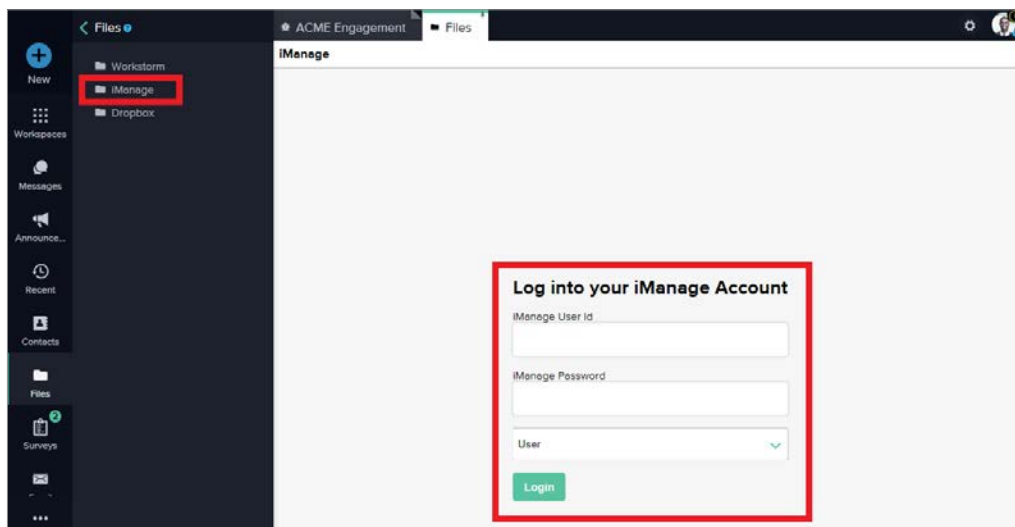 Files
ACME Engagement
Files
iManage
New
Workstorm
iManage
Dropbox
Workspaces
Messages
Announce...
Recent
Contacts
Files
2
Surveys
Log into your iManage Account
iManage User Id
iManage Password
User
Login